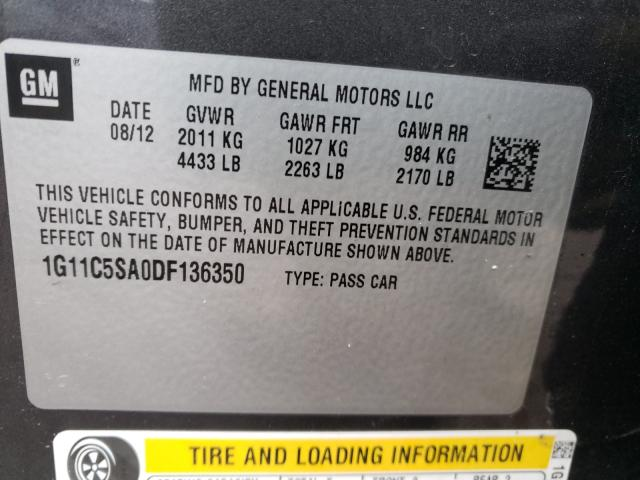 GM ®
MFD BY GENERAL MOTORS LLC
DATE GVWR GAWR FRT GAWR RR
08/12 2011 KG 1027 KG 984 KG
4433 LB 2263 LB 2170 LB
THIS VEHICLE CONFORMS TO ALL APPLICABLE U.S. FEDERAL MOTOR
VEHICLE SAFETY, BUMPER, AND THEFT PREVENTION STANDARDS IN
EFFECT ON THE DATE OF MANUFACTURE SHOWN ABOVE.
1G11C5SA0DF136350 TYPE: PASS CAR
TIRE AND LOADING INFORMATION
1G